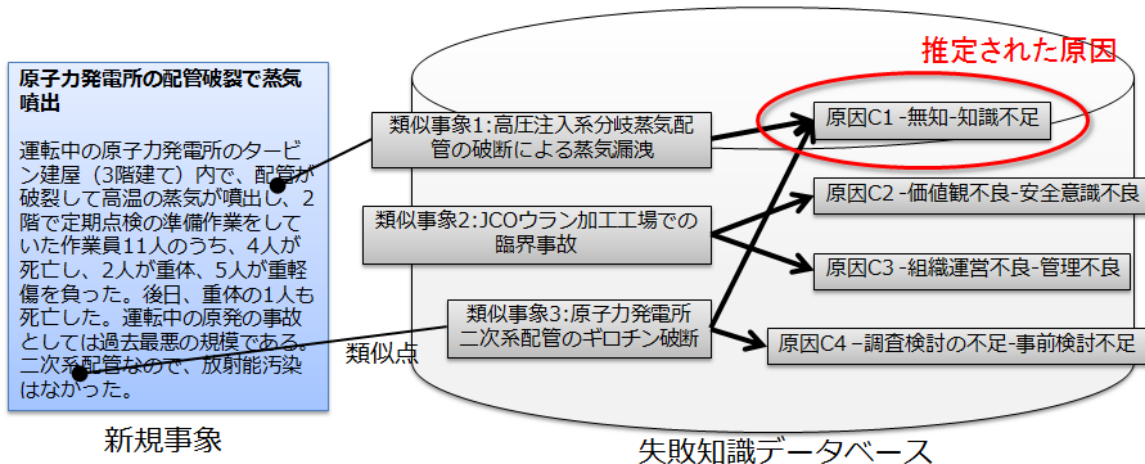 原子力発電所の配管破裂で蒸気
噴出
運転中の原子力発電所のタービ
ン建屋（3階建て）内で、配管が
破裂して高温の蒸気が噴出し、2
階で定期点検の準備作業をして
いた作業員11人のうち、4人が
死亡し、2人が重体、5人が重軽
傷を負った。後日、重体の1人も
死亡した。運転中の原発の事故
としては過去最悪の規模である。
二次系配管なので、放射能汚染
はなかった。
新規事象
類似点
類似事象1:高圧注入系分岐蒸気配
管の破断による蒸気漏洩
類似事象2:JCOウラン加工工場での
臨界事故
類似事象3:原子力発電所
二次系配管のギロチン破断
推定された原因
原因C1 -無知-知識不足
原因C2 -価値観不良-安全意識不良
原因C3 -組織運営不良-管理不良
原因C4 –調査検討の不足-事前検討不足
失敗知識データベース